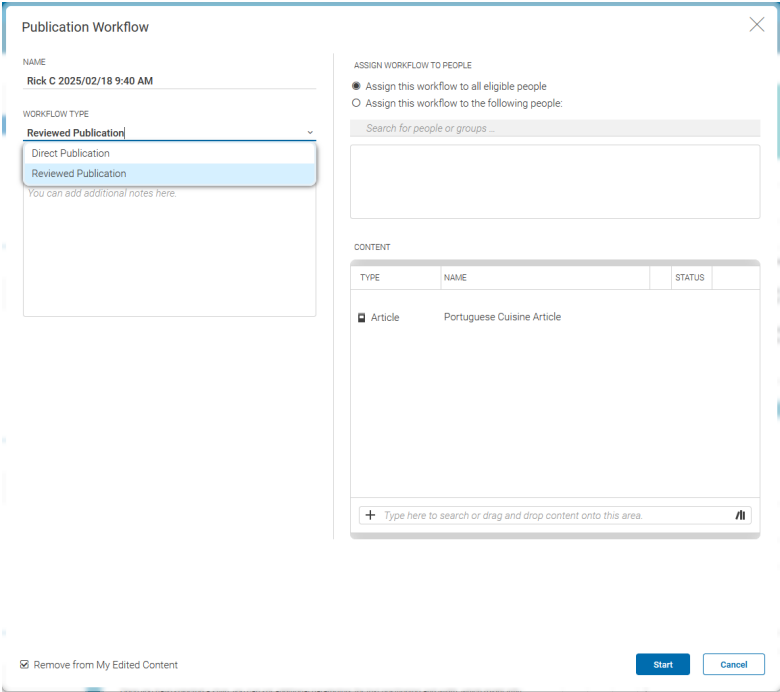 Publication Workflow
NAME
Rick C 2025/02/18 9:40 AM
WORKFLOW TYPE
Reviewed Publication
Direct Publication
Reviewed Publication
You can add additional notes here.
ASSIGN WORKFLOW TO PEOPLE
Assign this workflow to all eligible people
Assign this workflow to the following people:
Search for people or groups ...
CONTENT
TYPE NAME STATUS
Article Portuguese Cuisine Article
Type here to search or drag and drop content onto this area.
Remove from My Edited Content
Start Cancel